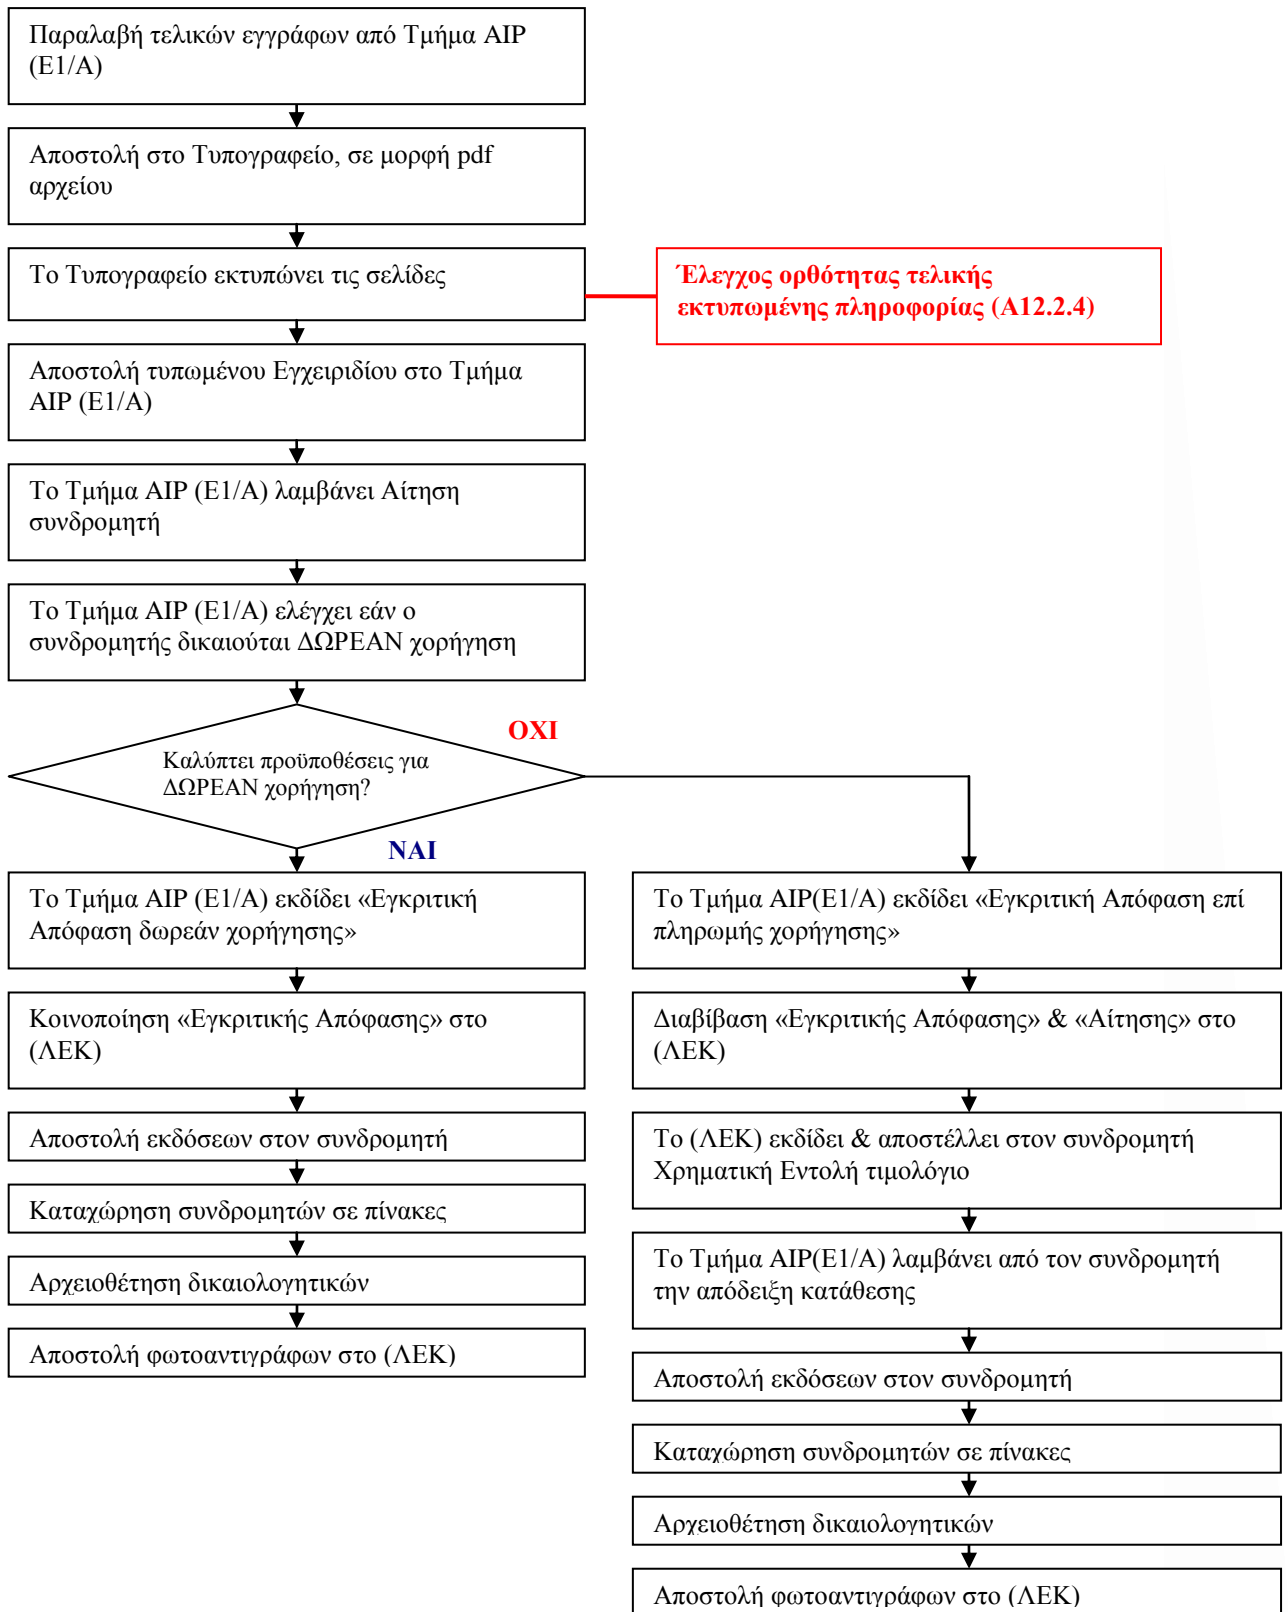 Παραλαβή τελικών εγγράφων από Τμήμα AIP
(Ε1/Α)
Αποστολή στο Τυπογραφείο, σε μορφή pdf
αρχείου
Το Τυπογραφείο εκτυπώνει τις σελίδες
Έλεγχος ορθότητας τελικής
εκτυπωμένης πληροφορίας (Α12.2.4)
Αποστολή τυπωμένου Εγχειριδίου στο Τμήμα
AIP (Ε1/Α)
Το Τμήμα AIP (Ε1/Α) λαμβάνει Αίτηση
συνδρομητή
Το Τμήμα AIP (Ε1/Α) ελέγχει εάν ο
συνδρομητής δικαιούται ΔΩΡΕΑΝ χορήγηση
ΟΧΙ
Καλύπτει προϋποθέσεις για
ΔΩΡΕΑΝ χορήγηση?
ΝΑΙ
Το Τμήμα AIP (Ε1/Α) εκδίδει «Εγκριτική
Απόφαση δωρεάν χορήγησης»
Κοινοποίηση «Εγκριτικής Απόφασης» στο
(ΛΕΚ)
Αποστολή εκδόσεων στον συνδρομητή
Καταχώρηση συνδρομητών σε πίνακες
Αρχειοθέτηση δικαιολογητικών
Αποστολή φωτοαντιγράφων στο (ΛΕΚ)
Το Τμήμα AIP(Ε1/Α) εκδίδει «Εγκριτική Απόφαση επί
πληρωμής χορήγησης»
Διαβίβαση «Εγκριτικής Απόφασης» & «Αίτησης» στο
(ΛΕΚ)
Το (ΛΕΚ) εκδίδει & αποστέλλει στον συνδρομητή
Χρηματική Εντολή τιμολόγιο
Το Τμήμα AIP(Ε1/Α) λαμβάνει από τον συνδρομητή
την απόδειξη κατάθεσης
Αποστολή εκδόσεων στον συνδρομητή
Καταχώρηση συνδρομητών σε πίνακες
Αρχειοθέτηση δικαιολογητικών
Αποστολή φωτοαντιγράφων στο (ΛΕΚ)